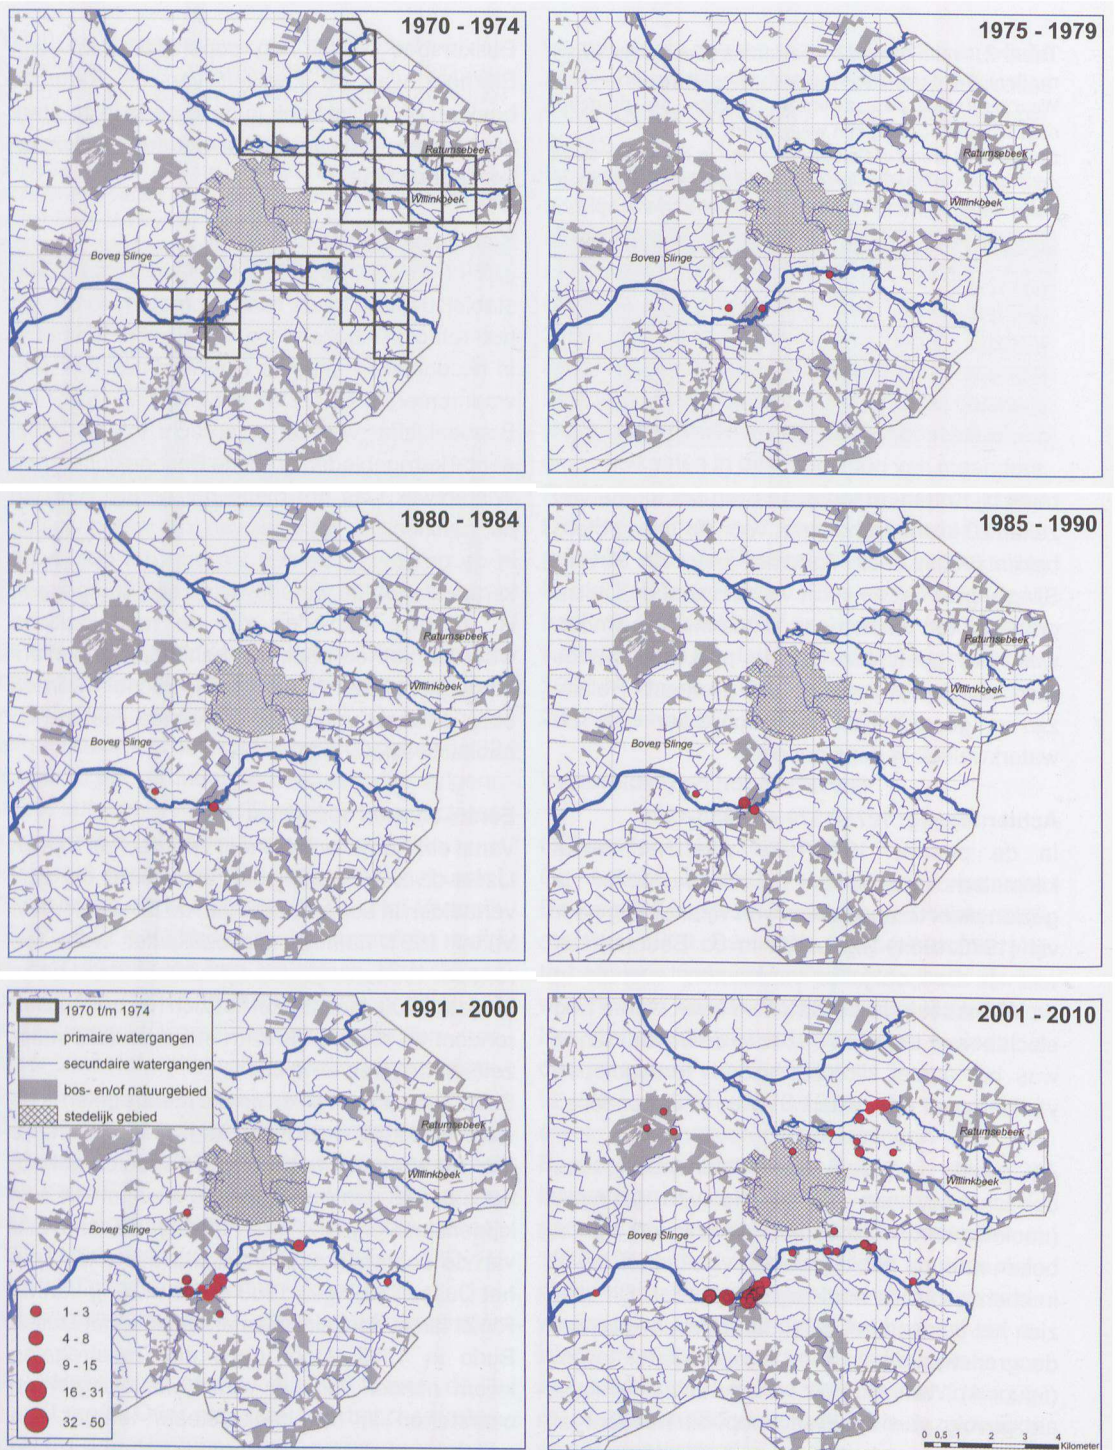 1970 - 1974
Ratumsebeek
Willinkbeek
Boven Slinge
1975 - 1979
Ratumsebeek
Willinkbeek
Boven Slinge
1980 - 1984
Ratumsebeek
Willinkbeek
Boven Slinge
1985 - 1990
Ratumsebeek
Willinkbeek
Boven Slinge
1991 - 2000
1970 t/m 1974
primaire watergangen
secundaire watergangen
bos- en/of natuurgebied
stedelijk gebied
Ratumsebeek
Willinkbeek
Boven Slinge
1 - 3
4 - 8
9 - 15
16 - 31
32 - 50
2001 - 2010
Ratumsebeek
Willinkbeek
Boven Slinge
0 0,5 1 2 3 4
Kilometer